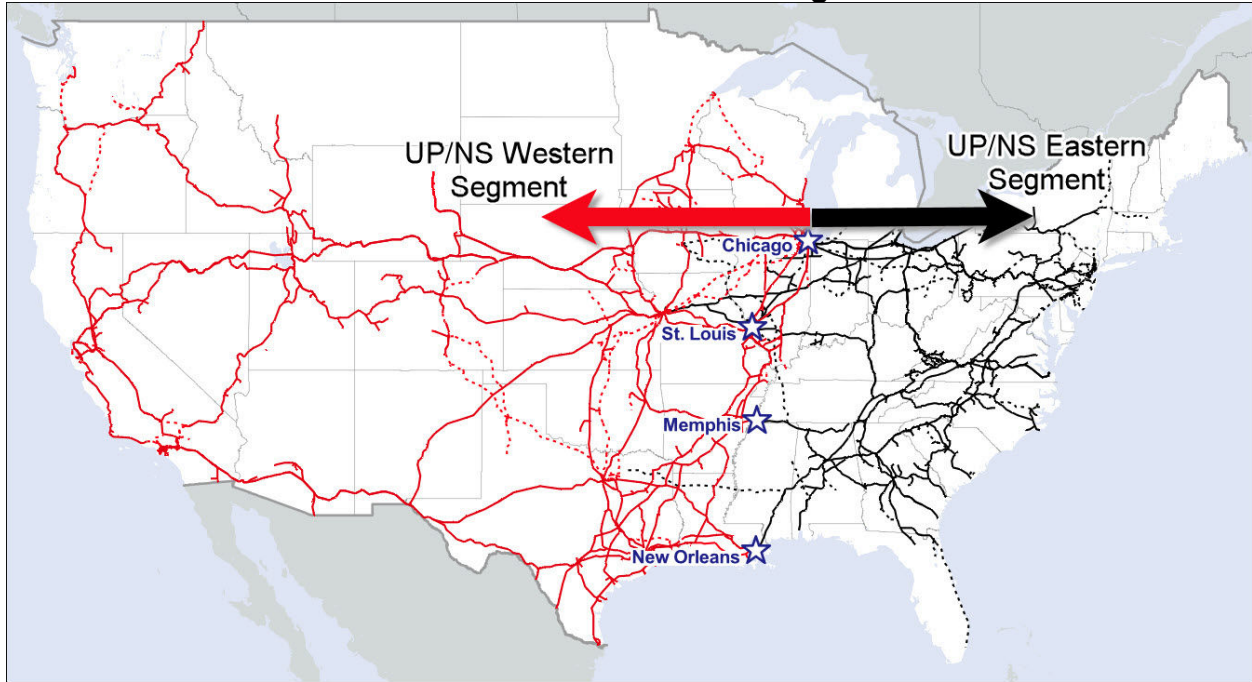 UP/NS Western
Segment
UP/NS Eastern
Segment
Chicago
St. Louis
Memphis
New Orleans